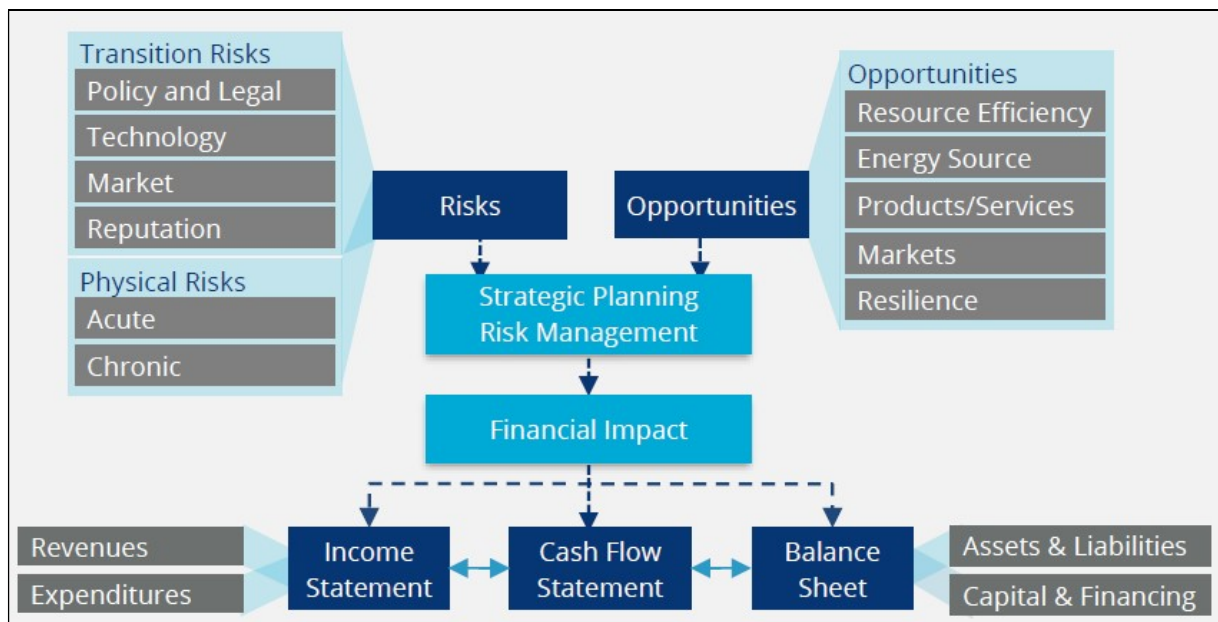 Transition Risks
Policy and Legal
Technology
Market
Reputation
Physical Risks
Acute
Chronic
Risks
Opportunities
Opportunities
Resource Efficiency
Energy Source
Products/Services
Markets
Resilience
Strategic Planning
Risk Management
Financial Impact
Revenues
Expenditures
Income
Statement
Cash Flow
Statement
Balance
Sheet
Assets & Liabilities
Capital & Financing